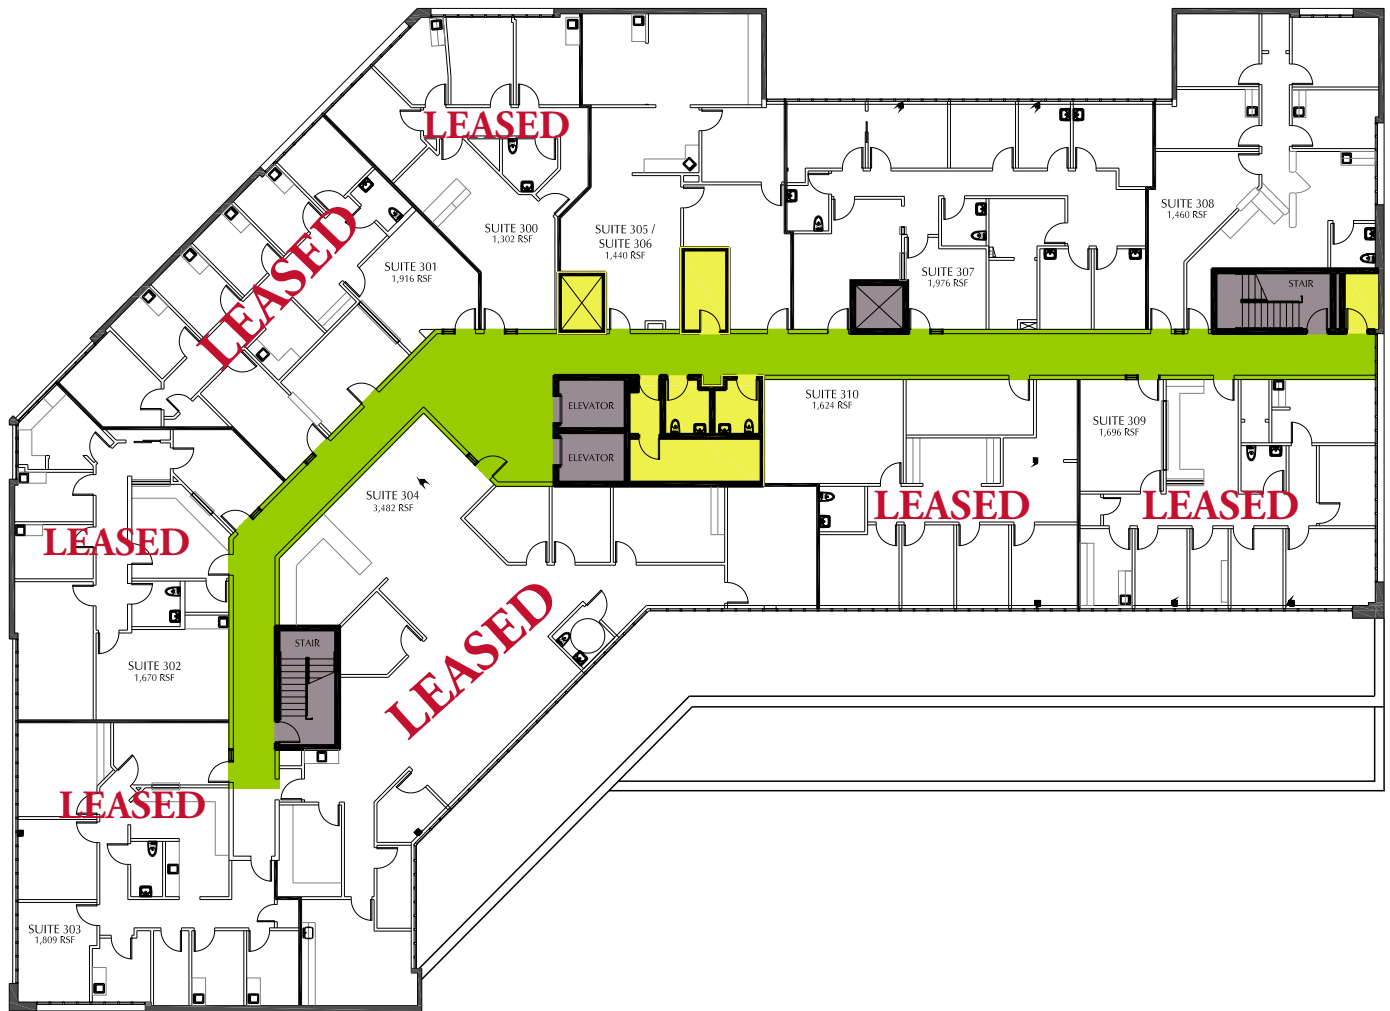 LEASED
SUITE 300
1,302 RSF
SUITE 305 /
SUITE 306
1,440 RSF
SUITE 308
1,460 RSF
LEASED
SUITE 301
1,916 RSF
SUITE 307
1,976 RSF
STAIR
ELEVATOR
ELEVATOR
SUITE 310
1,624 RSF
SUITE 309
1,696 RSF
SUITE 304
3,482 RSF
LEASED
LEASED
LEASED
LEASED
STAIR
SUITE 302
1,670 RSF
LEASED
SUITE 303
1,809 RSF